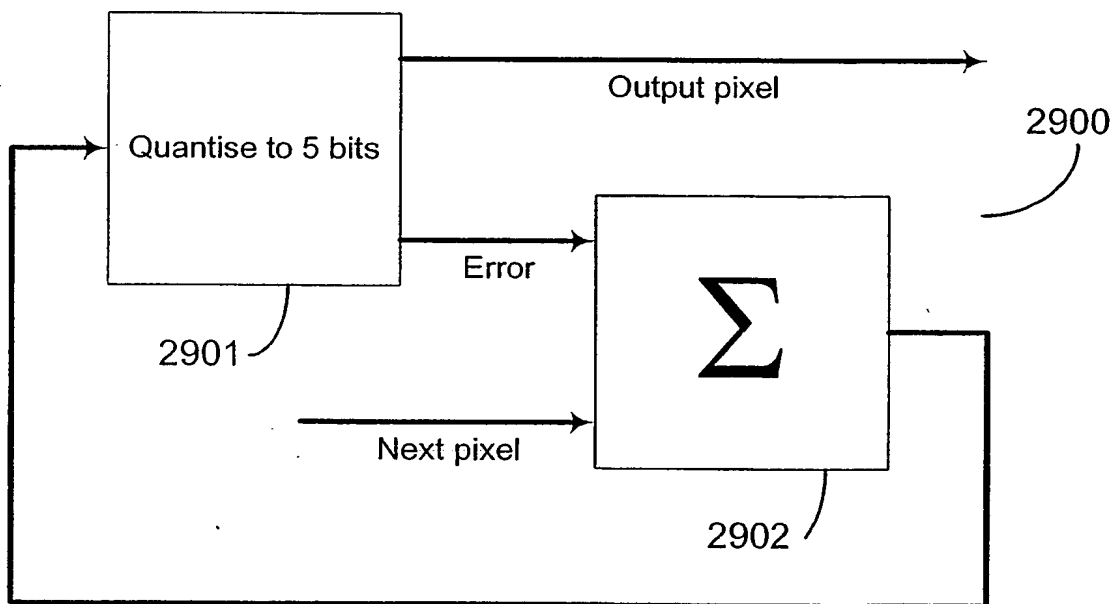 Output pixel
2900
Quantise to 5 bits
Error
Σ
2901
Next pixel
2902